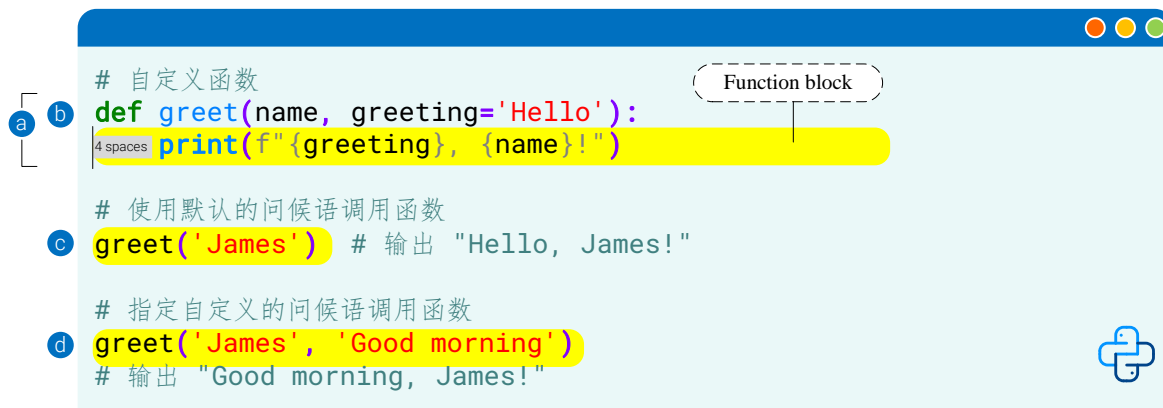 # 自定义函数
Function block
a
b
def greet(name, greeting='Hello'):
4 spaces print(f"{greeting}, {name}!")
# 使用默认的问候语调用函数
c
greet('James') # 输出 "Hello, James!"
# 指定自定义的问候语调用函数
d
greet('James', 'Good morning')
# 输出 "Good morning, James!"